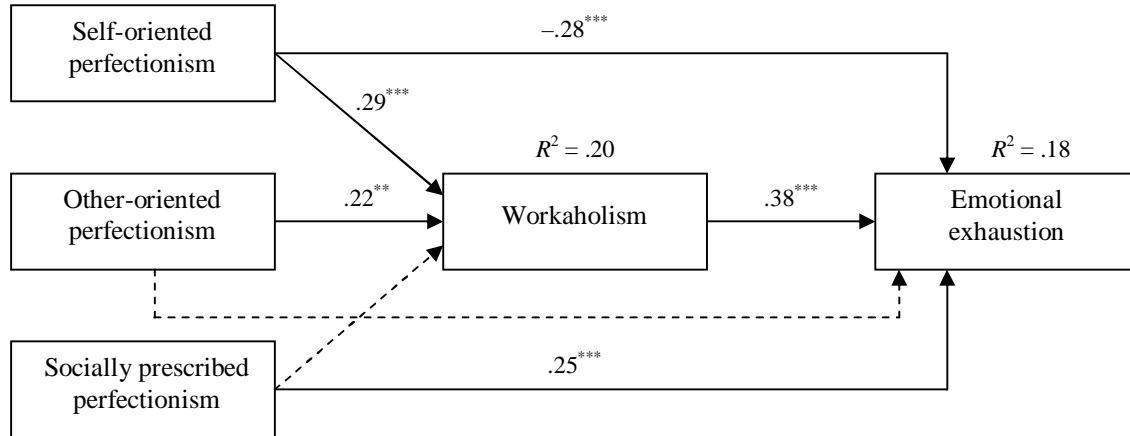 Self-oriented
perfectionism
–.28***
.29***
R² = .20
R² = .18
Other-oriented
perfectionism
.22**
Workaholism
.38***
Emotional
exhaustion
Socially prescribed
perfectionism
.25***